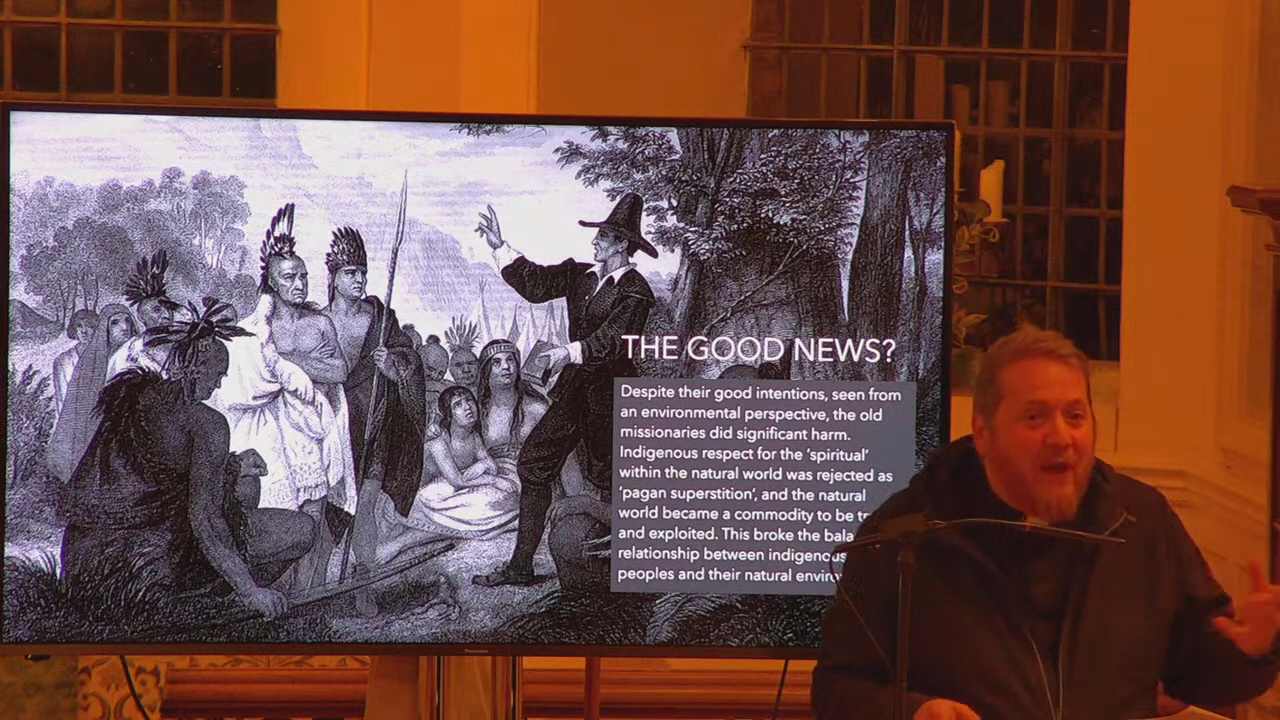 THE GOOD NEWS?
Despite their good intentions, seen from
an environmental perspective, the old
missionaries did significant harm.
Indigenous respect for the 'spiritual'
within the natural world was rejected as
'pagan superstition', and the natural
world became a commodity to be
and exploited. This broke the
relationship between
peoples and their natural